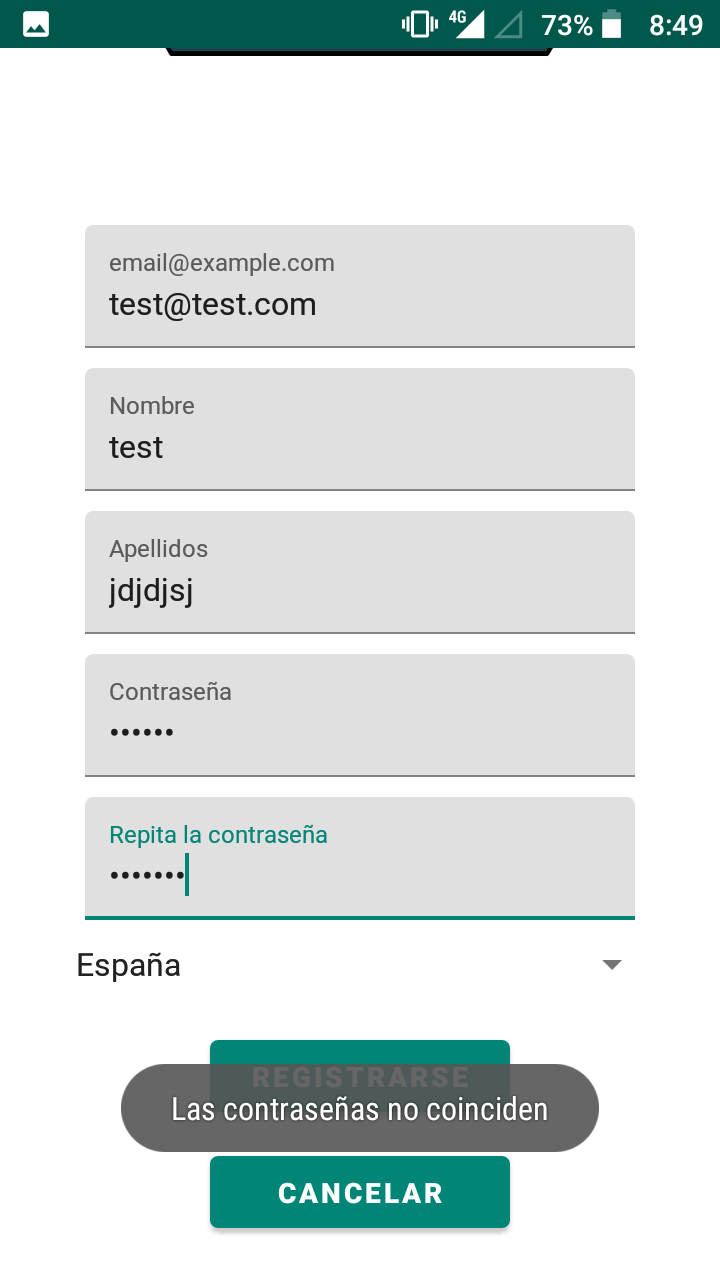 4G 73% 8:49
email@example.com
test@test.com
Nombre
test
Apellidos
jdjdjsj
Contraseña
••••••
Repita la contraseña
•••••••
España
REGISTRARSE
Las contraseñas no coinciden
CANCELAR